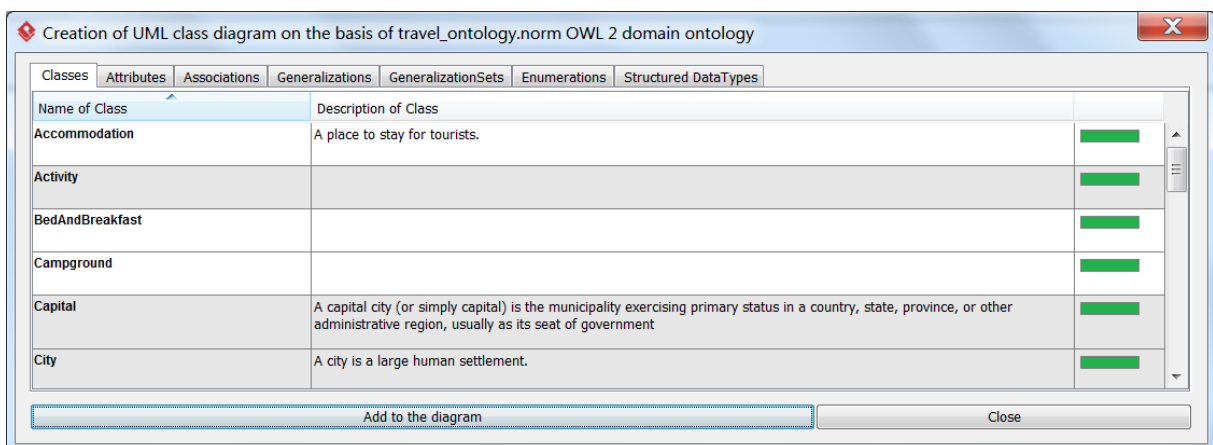 Creation of UML class diagram on the basis of travel_ontology.norm OWL 2 domain ontology
Classes Attributes Associations Generalizations GeneralizationSets Enumerations Structured DataTypes
Name of Class Description of Class
Accommodation A place to stay for tourists.
Activity
BedAndBreakfast
Campground
Capital A capital city (or simply capital) is the municipality exercising primary status in a country, state, province, or other
administrative region, usually as its seat of government
City A city is a large human settlement.
Add to the diagram Close